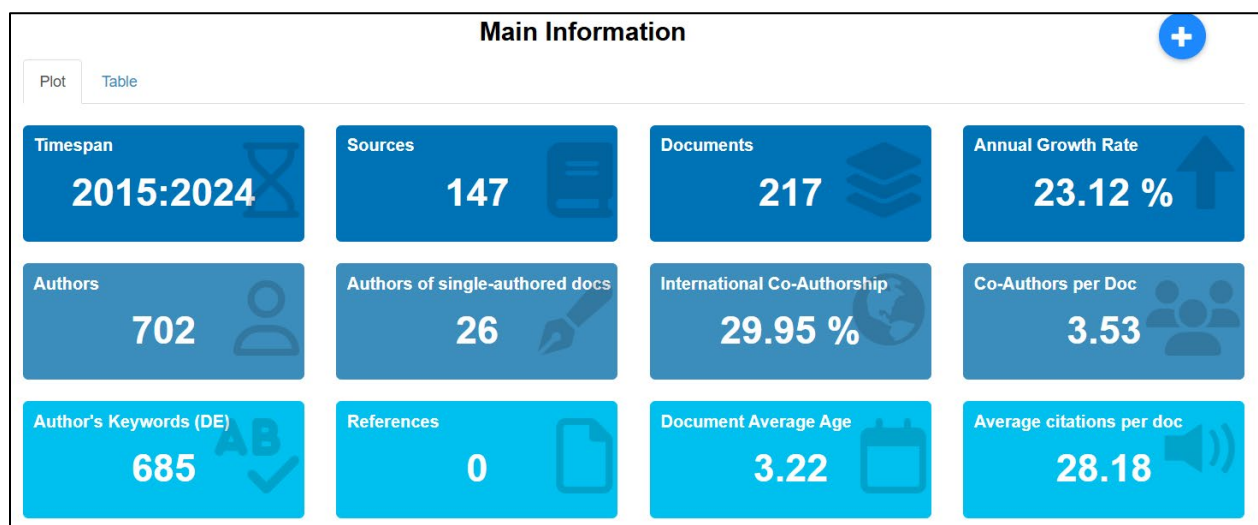 Main Information
Plot Table
Timespan
2015:2024
Sources
147
Documents
217
Annual Growth Rate
23.12 %
Authors
702
Authors of single-authored docs
26
International Co-Authorship
29.95 %
Co-Authors per Doc
3.53
Author's Keywords (DE)
685
References
0
Document Average Age
3.22
Average citations per doc
28.18